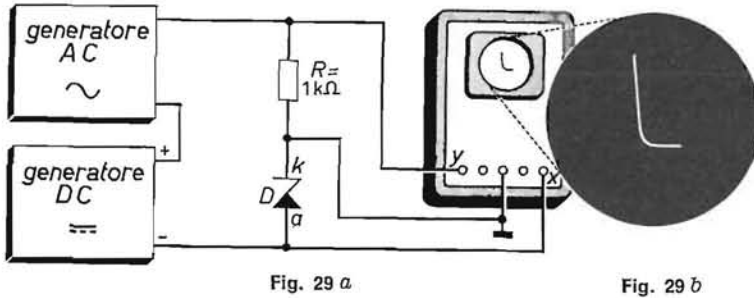 generatore
AC
+
generatore
DC
-
R=
1kΩ
k
D
a
y
x
Fig. 29 a
Fig. 29 b